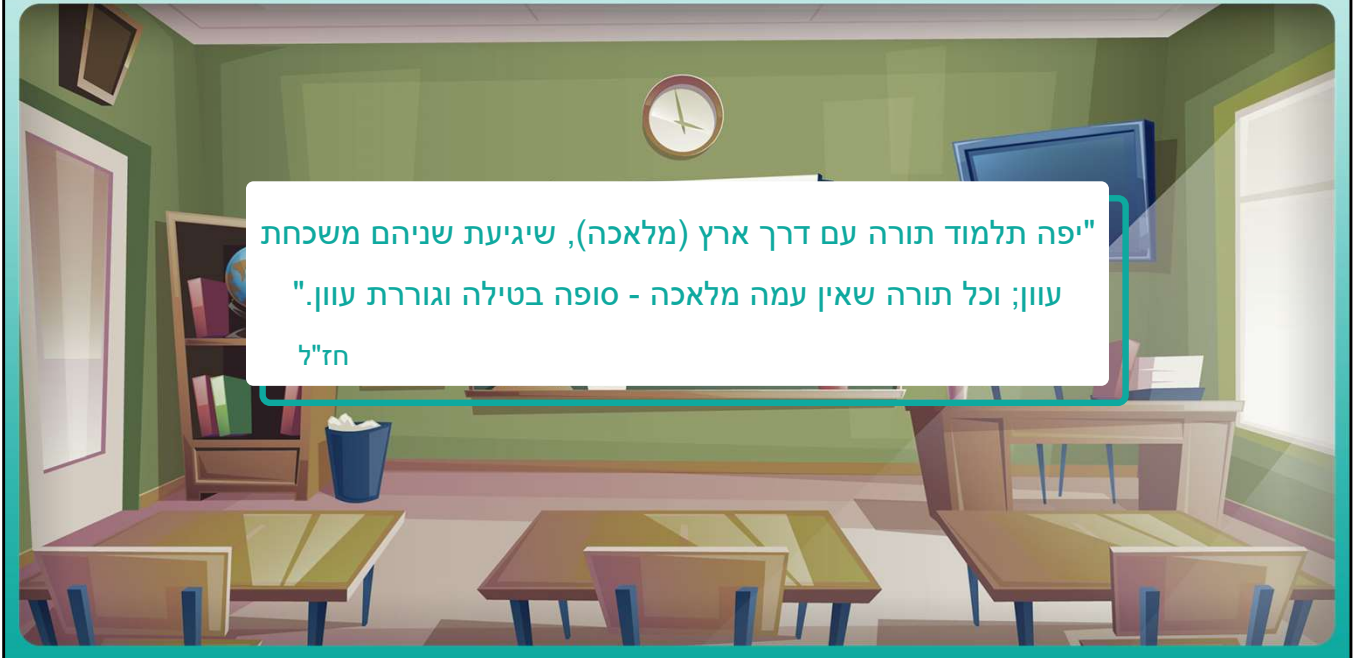 "יפה תלמוד תורה עם דרך ארץ (מלאכה), שיגיעת שניהם משכחת
עוון; וכל תורה שאין עמה מלאכה - סופה בטילה וגוררת עוון."
חז"ל